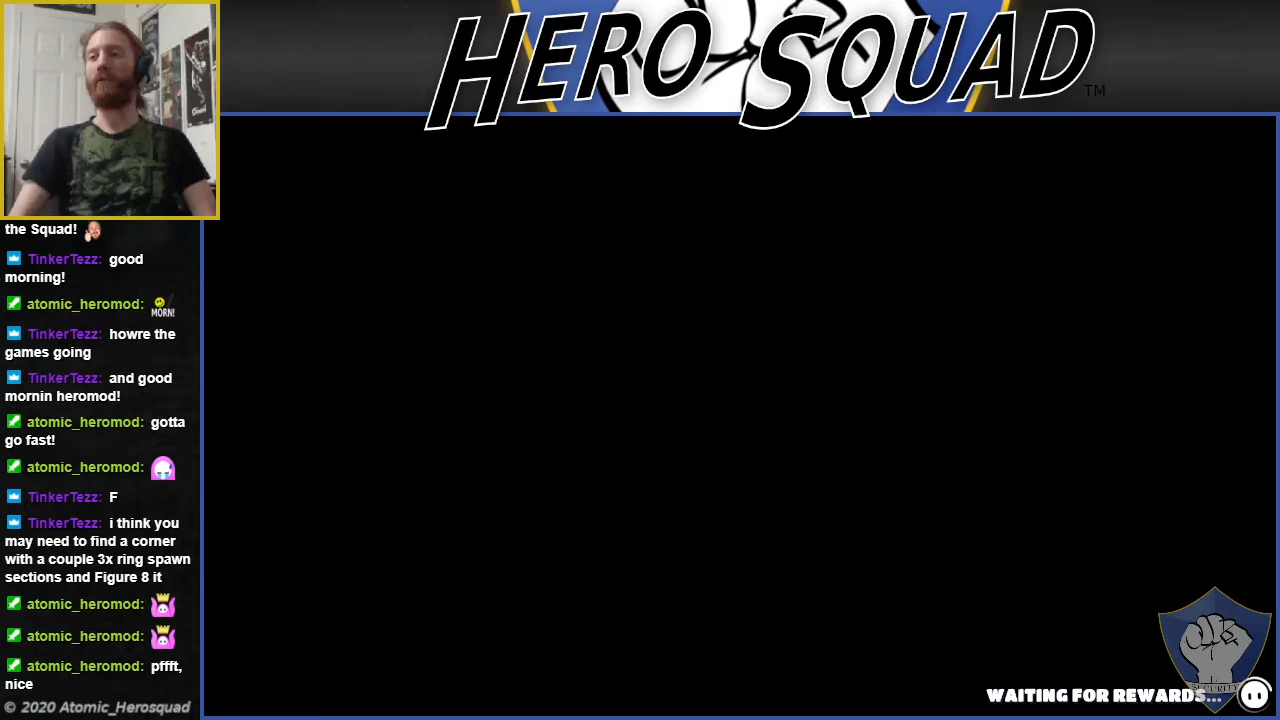 HERO SQUAD
TM
the Squad!
TinkerTezz: good
morning!
atomic_heromod: MORN!
TinkerTezz: howre the
games going
TinkerTezz: and good
mornin heromod!
atomic_heromod: gotta
go fast!
atomic_heromod:
TinkerTezz: F
TinkerTezz: i think you
may need to find a corner
with a couple 3x ring spawn
sections and Figure 8 it
atomic_heromod:
atomic_heromod:
atomic_heromod: pffft,
nice
© 2020 Atomic_Herosquad
SECURITY
WAITING FOR REWARDS...